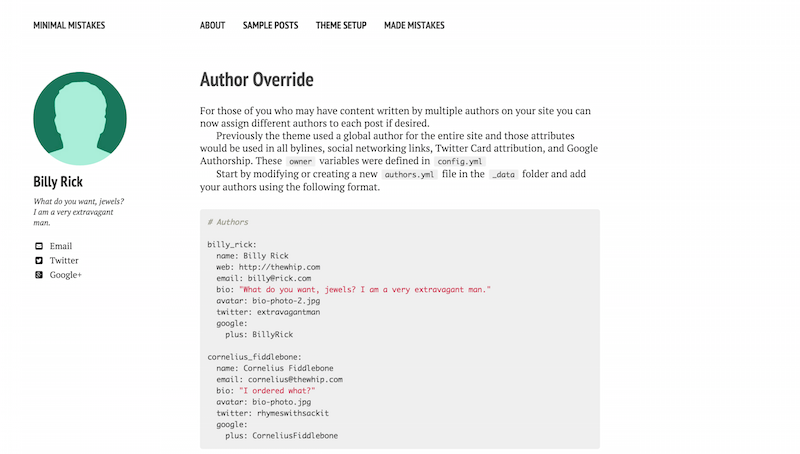 MINIMAL MISTAKES
ABOUT SAMPLE POSTS THEME SETUP MADE MISTAKES
Billy Rick
What do you want, jewels?
I am a very extravagant
man.
Email
Twitter
Google+
Author Override
For those of you who may have content written by multiple authors on your site you can
now assign different authors to each post if desired.
Previously the theme used a global author for the entire site and those attributes
would be used in all bylines, social networking links, Twitter Card attribution, and Google
Authorship. These owner variables were defined in config.yml
Start by modifying or creating a new authors.yml file in the _data folder and add
your authors using the following format.
# Authors
billy_rick:
  name: Billy Rick
  web: http://thewhip.com
  email: billy@rick.com
  bio: "What do you want, jewels? I am a very extravagant man."
  avatar: bio-photo-2.jpg
  twitter: extravagantman
  google:
    plus: BillyRick
cornelius_fiddlebone:
  name: Cornelius Fiddlebone
  email: cornelius@thewhip.com
  bio: "I ordered what?"
  avatar: bio-photo.jpg
  twitter: rhymeswithsackit
  google:
    plus: CorneliusFiddlebone